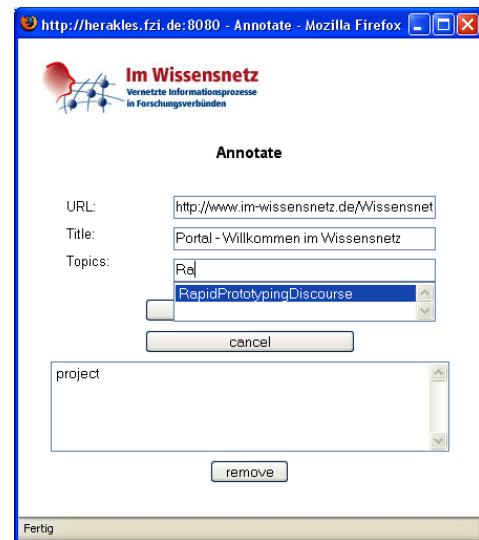 http://herakles.fzi.de:8080 - Annotate - Mozilla Firefox
Im Wissensnetz
Vernetzte Informationsprozesse
in Forschungsverbünden
Annotate
URL: http://www.im-wissensnetz.de/Wissensnet
Title: Portal - Willkommen im Wissensnetz
Topics: Ra
RapidPrototypingDiscourse
cancel
project
remove
Fertig